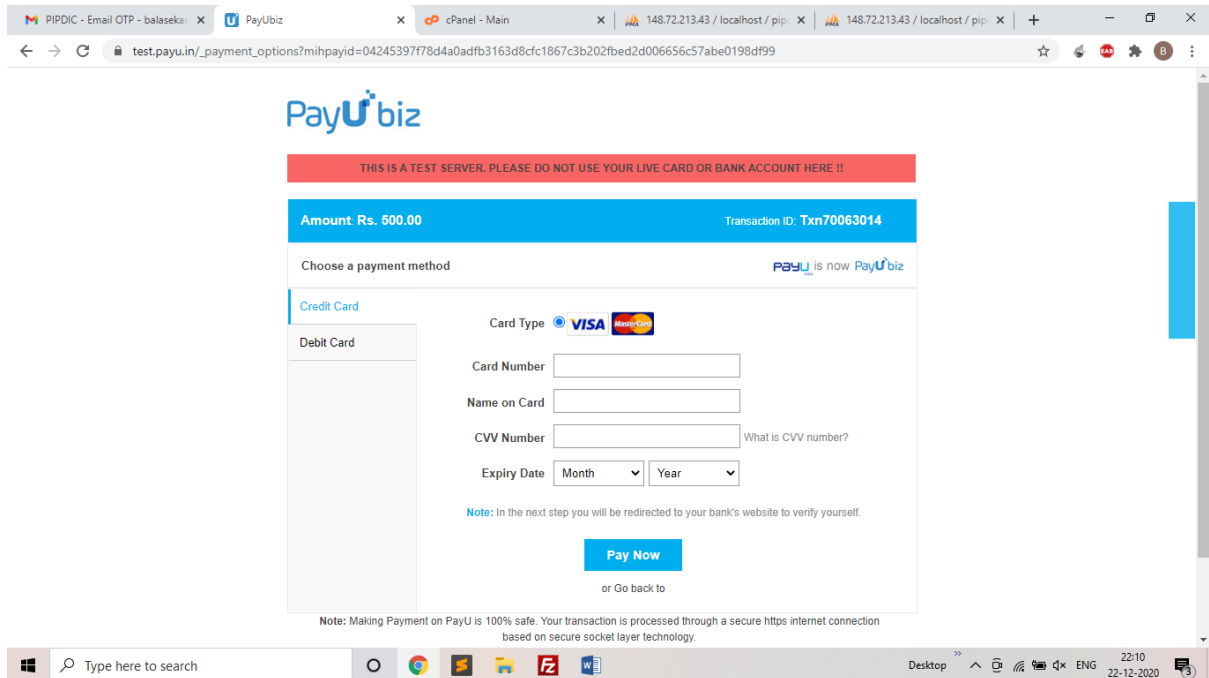 PIPDIC - Email OTP - balasekar
PayUbiz
cPanel - Main
148.72.213.43 / localhost / pipd
148.72.213.43 / localhost / pip
test.payu.in/_payment_options?mihpayid=04245397f78d4a0adfb3163d8cfc1867c3b202fbed2d006656c57abe0198df99
EAB
B
PayU biz
THIS IS A TEST SERVER. PLEASE DO NOT USE YOUR LIVE CARD OR BANK ACCOUNT HERE !!
Amount: Rs. 500.00
Transaction ID: Txn70063014
Choose a payment method
PayU is now PayU biz
Credit Card
Debit Card
Card Type
VISA
MasterCard
Card Number
Name on Card
CVV Number
What is CVV number?
Expiry Date
Month
Year
Note: In the next step you will be redirected to your bank's website to verify yourself.
Pay Now
or Go back to
Note: Making Payment on PayU is 100% safe. Your transaction is processed through a secure https internet connection
based on secure socket layer technology.
Type here to search
Desktop
ENG
22:10
22-12-2020
3